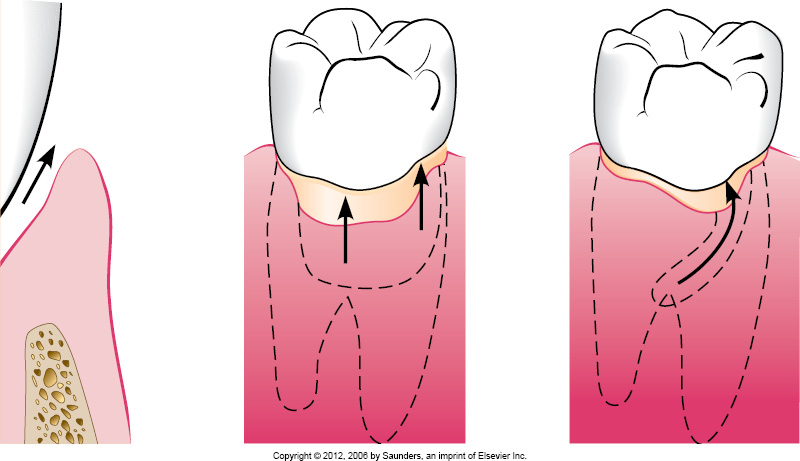 Copyright © 2012, 2006 by Saunders, an imprint of Elsevier Inc.